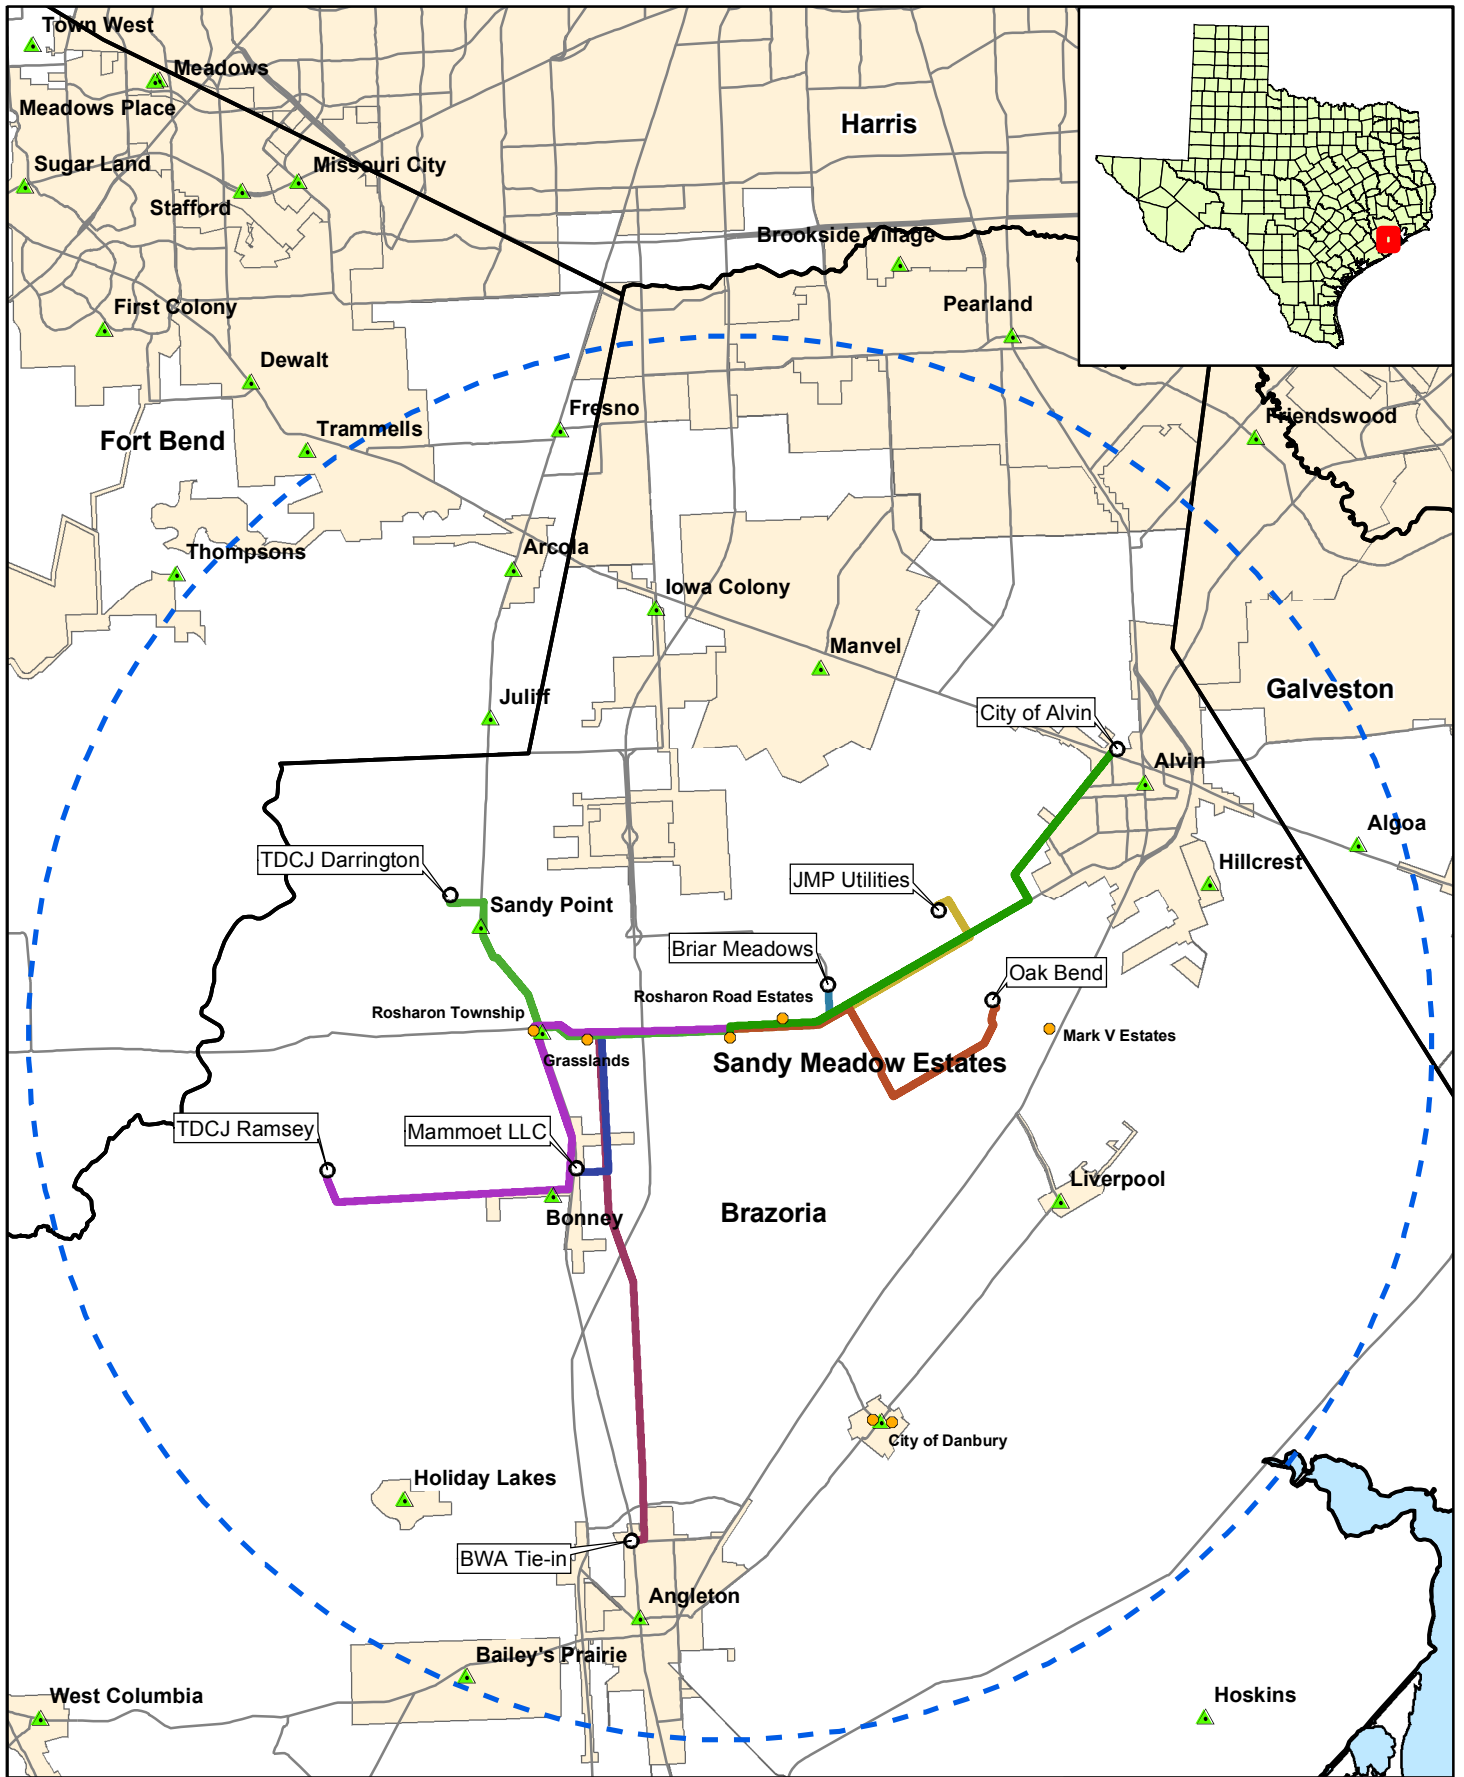 Town West
Meadows
Meadows Place
Harris
Sugar Land
Missouri City
Stafford
Brookside Village
First Colony
Pearland
Dewalt
Fresno
Friendswood
Trammells
Fort Bend
Arcola
Thompsons
Iowa Colony
Manvel
Galveston
Juliff
City of Alvin
Alvin
Algoa
TDCJ Darrington
Hillcrest
JMP Utilities
Sandy Point
Briar Meadows
Oak Bend
Rosharon Road Estates
Rosharon Township
Mark V Estates
Grasslands
Sandy Meadow Estates
TDCJ Ramsey
Mammoet LLC
Liverpool
Bonney
Brazoria
City of Danbury
Holiday Lakes
BWA Tie-in
Angleton
Bailey's Prairie
West Columbia
Hoskins